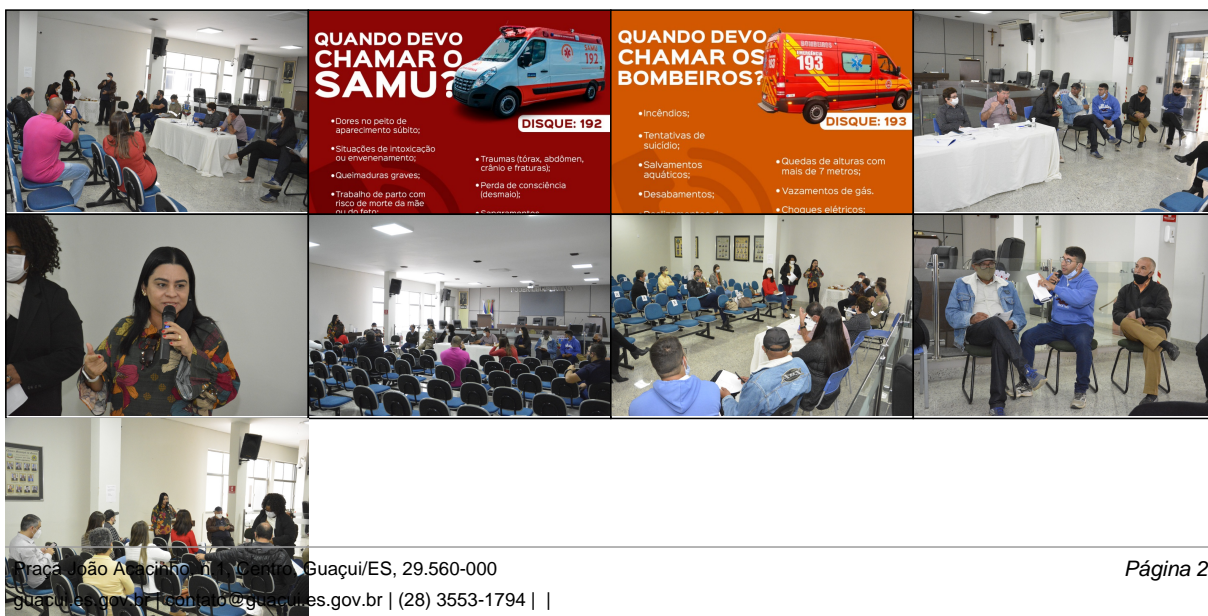 QUANDO DEVO
CHAMAR O
SAMU?
SAMU
192
DISQUE: 192
•Dores no peito de
aparecimento súbito;
•Situações de intoxicação
ou envenenamento;
•Queimaduras graves;
•Trabalho de parto com
risco de morte da mãe
ou do feto;
•Traumas (tórax, abdômen,
crânio e fraturas);
•Perda de consciência
(desmaio);
•Sangramentos
QUANDO DEVO
CHAMAR OS
BOMBEIROS?
193
DISQUE: 193
•Incêndios;
•Tentativas de
suicídio;
•Salvamentos
aquáticos;
•Desabamentos;
•Quedas de alturas com
mais de 7 metros;
•Vazamentos de gás.
•Choques elétricos;
Praça João Acacinho, n.1, Centro, Guaçui/ES, 29.560-000
Página 2
guacui.es.gov.br | contato@guacui.es.gov.br | (28) 3553-1794 | |